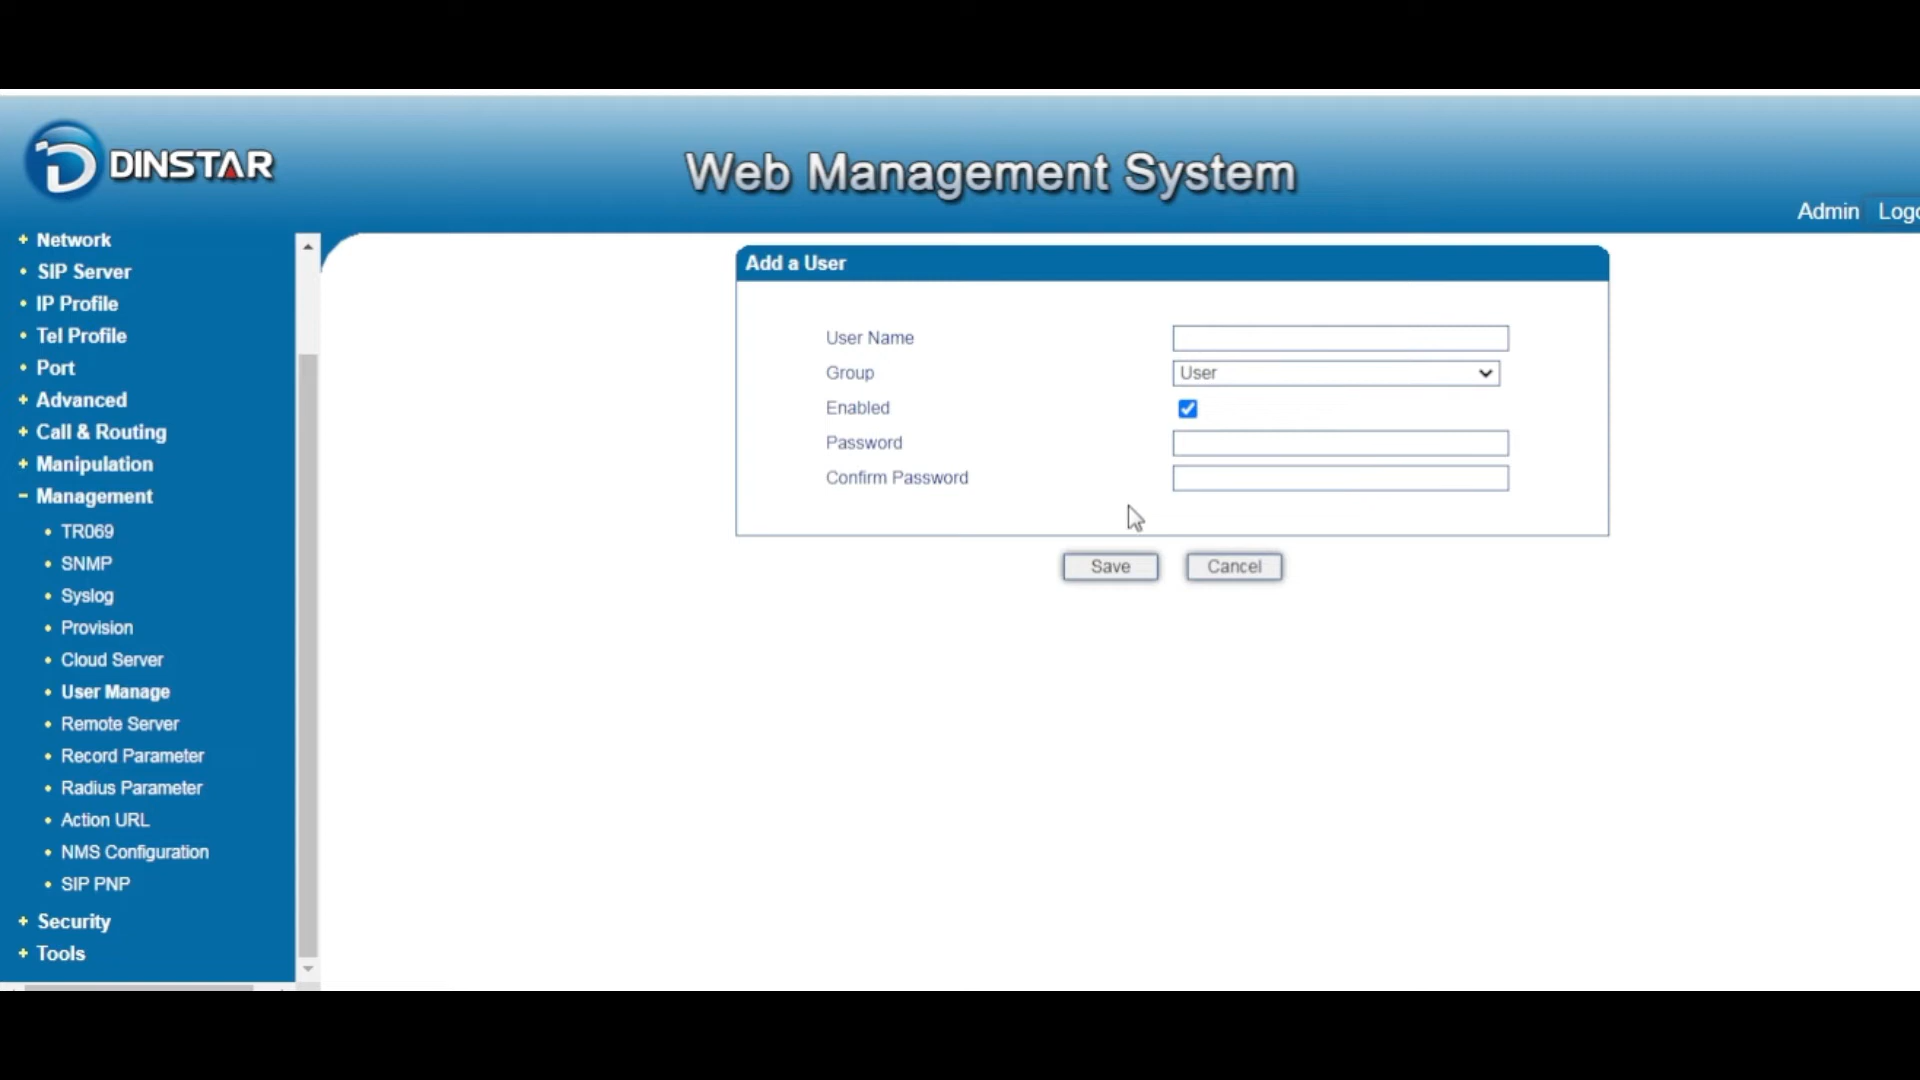 DINSTAR
Web Management System
Admin Logo
Network
SIP Server
IP Profile
Tel Profile
Port
Advanced
Call & Routing
Manipulation
Management
TR069
SNMP
Syslog
Provision
Cloud Server
User Manage
Remote Server
Record Parameter
Radius Parameter
Action URL
NMS Configuration
SIP PNP
Security
Tools
Add a User
User Name
Group User
Enabled
Password
Confirm Password
Save Cancel